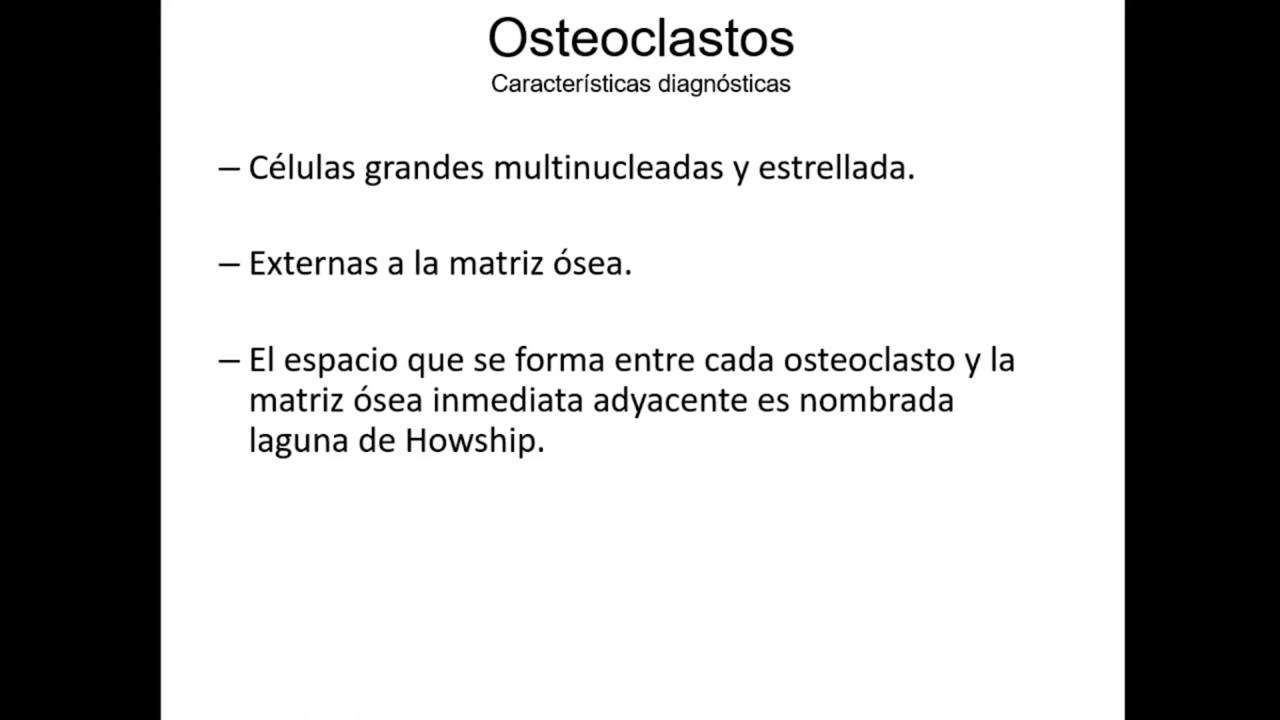 Osteoclastos
Características diagnósticas
– Células grandes multinucleadas y estrellada.
– Externas a la matriz ósea.
– El espacio que se forma entre cada osteoclasto y la
matriz ósea inmediata adyacente es nombrada
laguna de Howship.